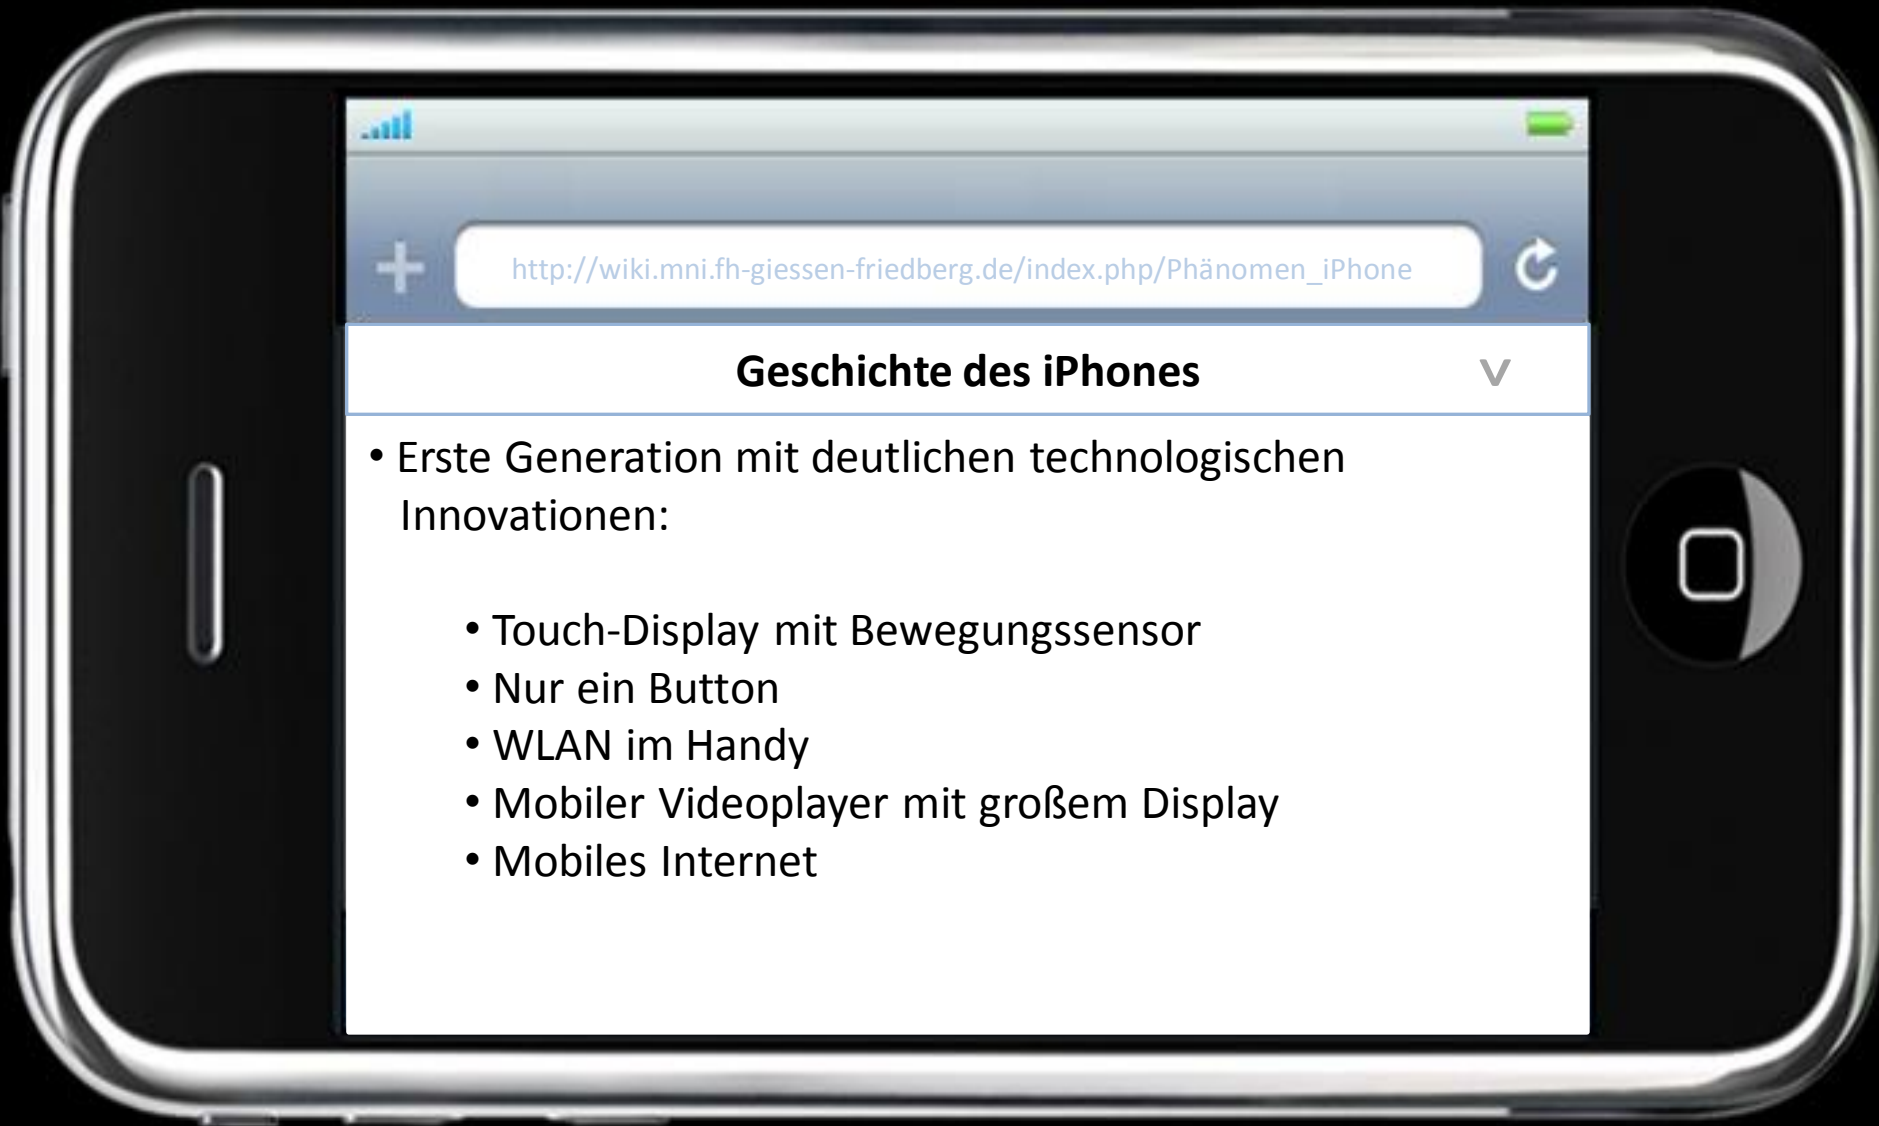 http://wiki.mni.fh-giessen-friedberg.de/index.php/Phänomen_iPhone
Geschichte des iPhones
v
• Erste Generation mit deutlichen technologischen
Innovationen:
• Touch-Display mit Bewegungssensor
• Nur ein Button
• WLAN im Handy
• Mobiler Videoplayer mit großem Display
• Mobiles Internet